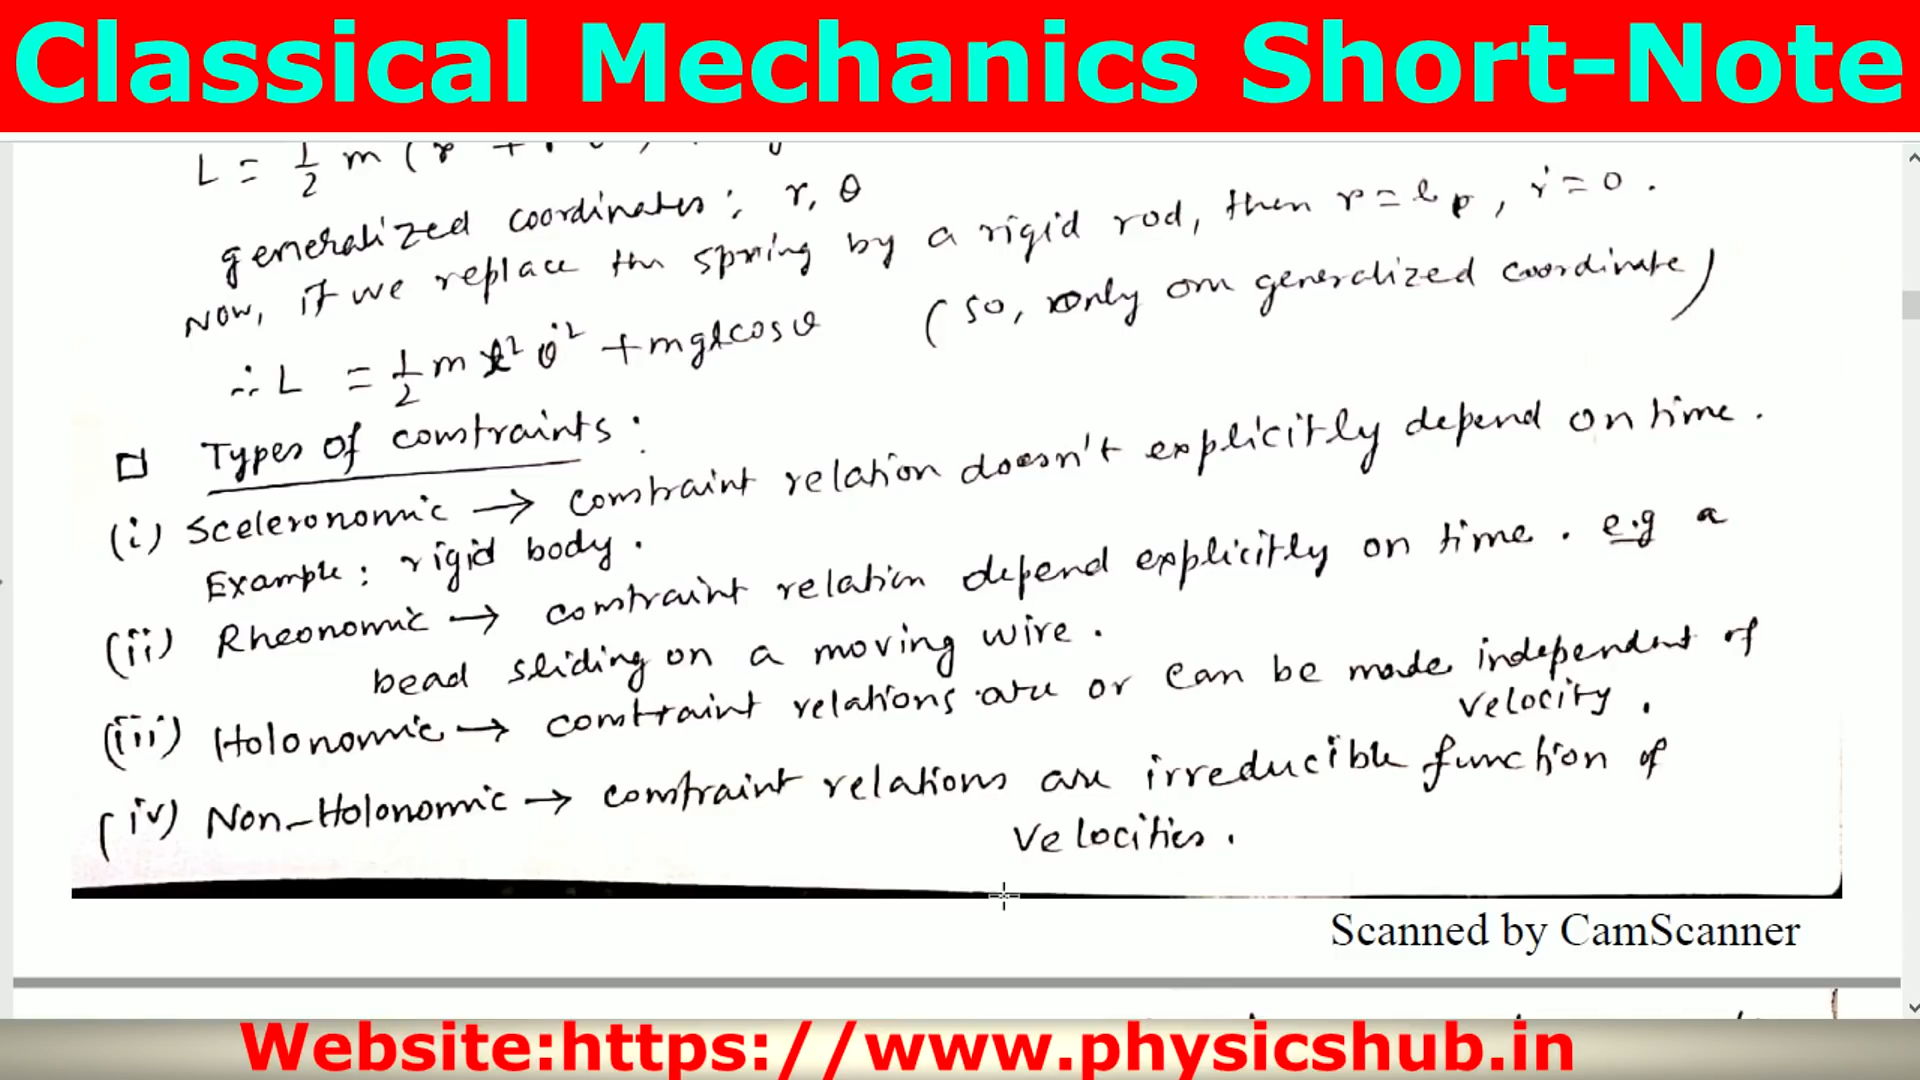 Classical Mechanics Short-Note
L = 1/2 m (
generalized coordinates: r, θ
Now, if we replace the spring by a rigid rod, then r = l, ṙ = 0.
∴ L = 1/2 m l² θ̇² + mgl cos θ (so, only one generalized coordinate)
Types of constraints:
(i) Sceleronomic → constraint relation doesn't explicitly depend on time.
Example: rigid body.
(ii) Rheonomic → constraint relation depend explicitly on time. e.g a
bead sliding on a moving wire.
(iii) Holonomic → constraint relations are or can be made independent of
velocity.
(iv) Non-Holonomic → constraint relations are irreducible function of
velocities.
Scanned by CamScanner
Website:https://www.physicshub.in